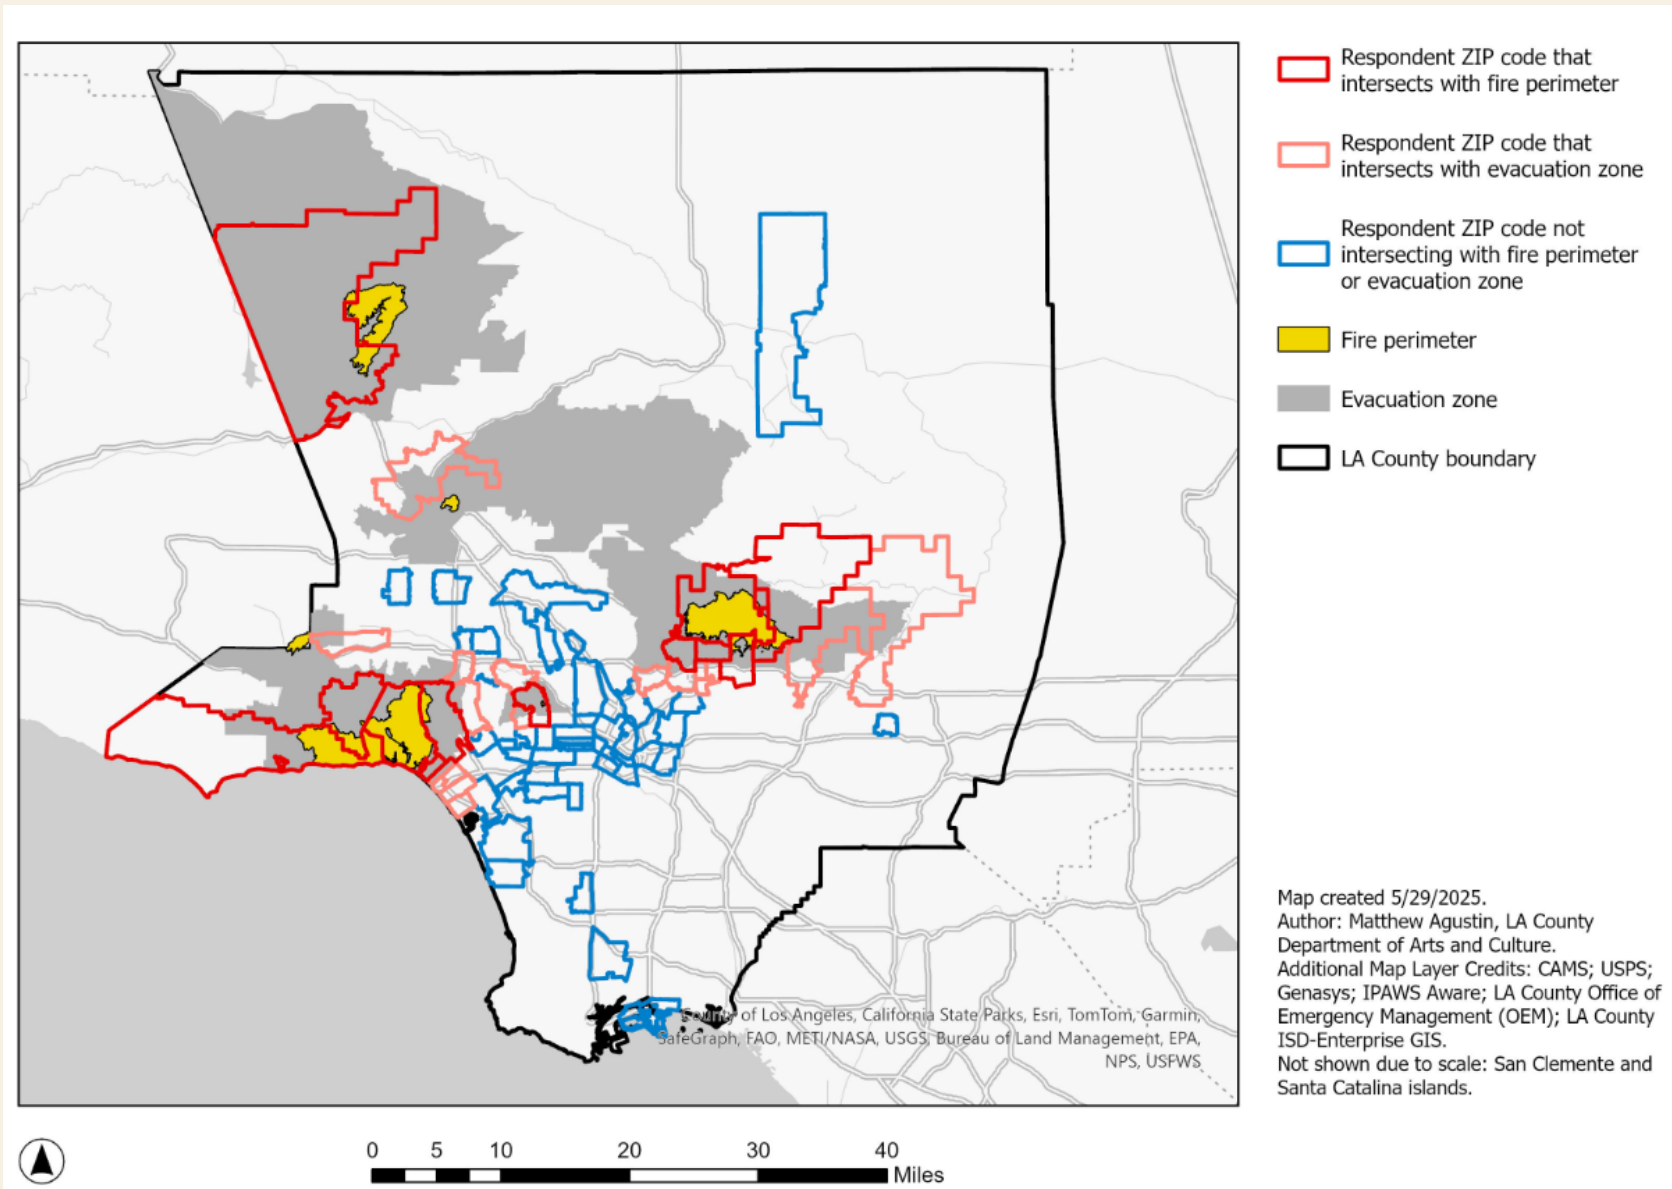 Respondent ZIP code that
intersects with fire perimeter
Respondent ZIP code that
intersects with evacuation zone
Respondent ZIP code not
intersecting with fire perimeter
or evacuation zone
Fire perimeter
Evacuation zone
LA County boundary
Map created 5/29/2025.
Author: Matthew Agustin, LA County
Department of Arts and Culture.
Additional Map Layer Credits: CAMS; USPS;
Genasys; IPAWS Aware; LA County Office of
Emergency Management (OEM); LA County
ISD-Enterprise GIS.
Not shown due to scale: San Clemente and
Santa Catalina islands.
County of Los Angeles, California State Parks, Esri, TomTom, Garmin,
SafeGraph, FAO, METI/NASA, USGS, Bureau of Land Management, EPA,
NPS, USFWS
0 5 10 20 30 40
Miles